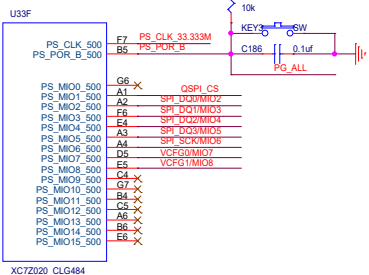 U33F
10k
KEY3 SW
F7 PS_CLK_33.333M
PS_CLK_500
B5 PS_POR_B
PS_POR_B_500
C186 0.1uf
PG_ALL
PS_MIO0_500 G6
PS_MIO1_500 A1 QSPI_CS
PS_MIO2_500 A2 SPI_DQ0/MIO2
PS_MIO3_500 F6 SPI_DQ1/MIO3
PS_MIO4_500 E4 SPI_DQ2/MIO4
PS_MIO5_500 A3 SPI_DQ3/MIO5
PS_MIO6_500 A4 SPI_SCK/MIO6
PS_MIO7_500 D5 VCFG0/MIO7
PS_MIO8_500 E5 VCFG1/MIO8
PS_MIO9_500 C4
PS_MIO10_500 G7
PS_MIO11_500 B4
PS_MIO12_500 C5
PS_MIO13_500 A6
PS_MIO14_500 B6
PS_MIO15_500 E6
XC7Z020 CLG484